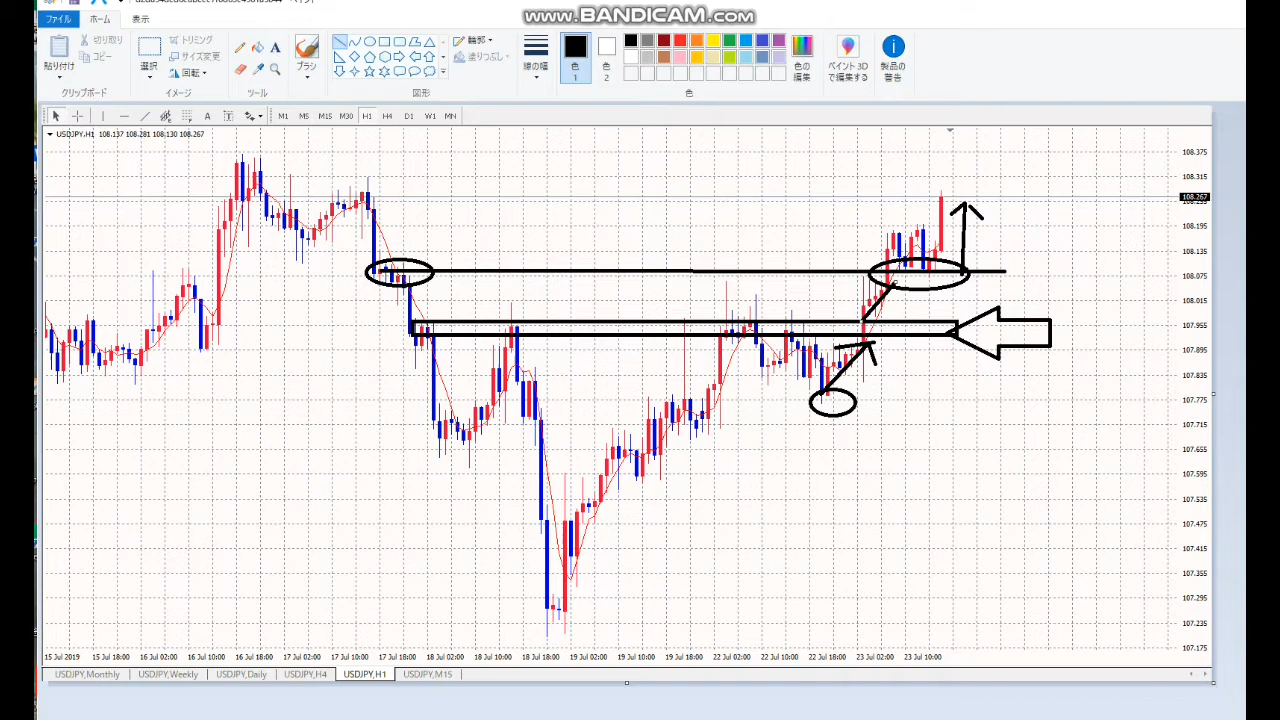 www.BANDICAM.com
ファイル ホーム 表示
貼り付け 切り取り コピー 選択 トリミング サイズ変更 回転 A ブラシ 輪郭 塗りつぶし 線の幅 色 1 色 2 色の編集 ペイント3Dで編集する 製品の警告
クリップボード イメージ ツール 図形 色
A T M1 M5 M15 M30 H1 H4 D1 W1 MN
USDJPY,H1 108.137 108.281 108.130 108.267
108.375
108.315
108.267
108.195
108.135
108.075
108.015
107.955
107.895
107.835
107.775
107.715
107.655
107.595
107.535
107.475
107.415
107.355
107.295
107.235
107.175
15 Jul 2019 15 Jul 18:00 16 Jul 02:00 16 Jul 10:00 16 Jul 18:00 17 Jul 02:00 17 Jul 10:00 17 Jul 18:00 18 Jul 02:00 18 Jul 10:00 18 Jul 18:00 19 Jul 02:00 19 Jul 10:00 19 Jul 18:00 22 Jul 02:00 22 Jul 10:00 22 Jul 18:00 23 Jul 02:00 23 Jul 10:00
USDJPY,Monthly USDJPY,Weekly USDJPY,Daily USDJPY,H4 USDJPY,H1 USDJPY,M15